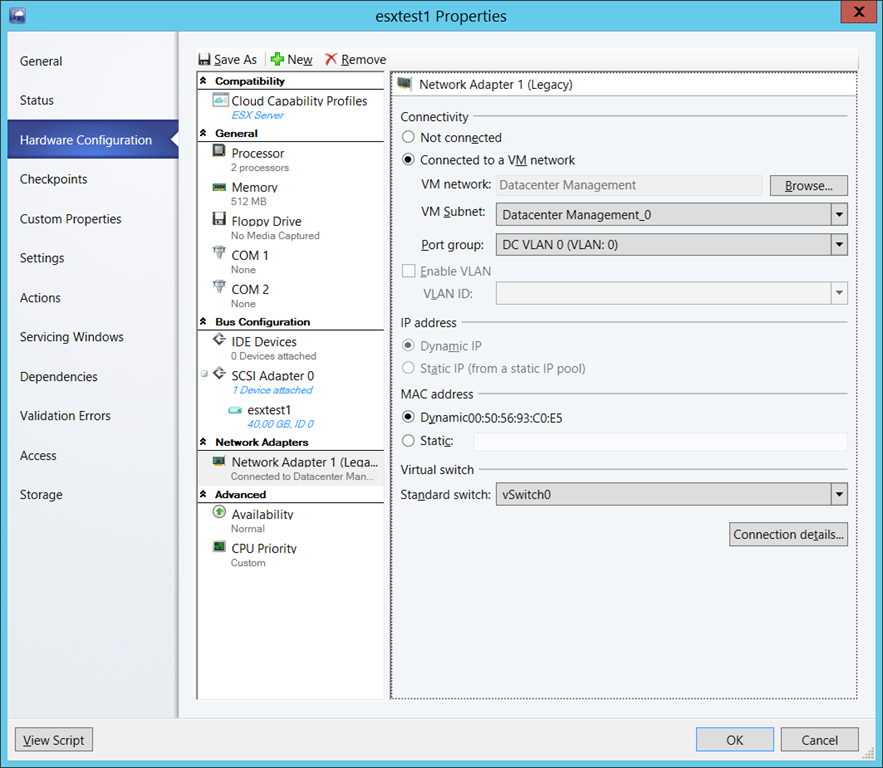 esxtest1 Properties
X
General
Status
Hardware Configuration
Checkpoints
Custom Properties
Settings
Actions
Servicing Windows
Dependencies
Validation Errors
Access
Storage
Save As
New
Remove
Compatibility
Cloud Capability Profiles
ESX Server
General
Processor
2 processors
Memory
512 MB
Floppy Drive
No Media Captured
COM 1
None
COM 2
None
Bus Configuration
IDE Devices
0 Devices attached
SCSI Adapter 0
1 Device attached
esxtest1
40,00 GB, ID 0
Network Adapters
Network Adapter 1 (Lega...
Connected to Datacenter Man...
Advanced
Availability
Normal
CPU Priority
Custom
Network Adapter 1 (Legacy)
Connectivity
Not connected
Connected to a VM network
VM network: Datacenter Management Browse...
VM Subnet: Datacenter Management_0
Port group: DC VLAN 0 (VLAN: 0)
Enable VLAN
VLAN ID:
IP address
Dynamic IP
Static IP (from a static IP pool)
MAC address
Dynamic00:50:56:93:C0:E5
Static:
Virtual switch
Standard switch: vSwitch0
Connection details...
View Script
OK
Cancel